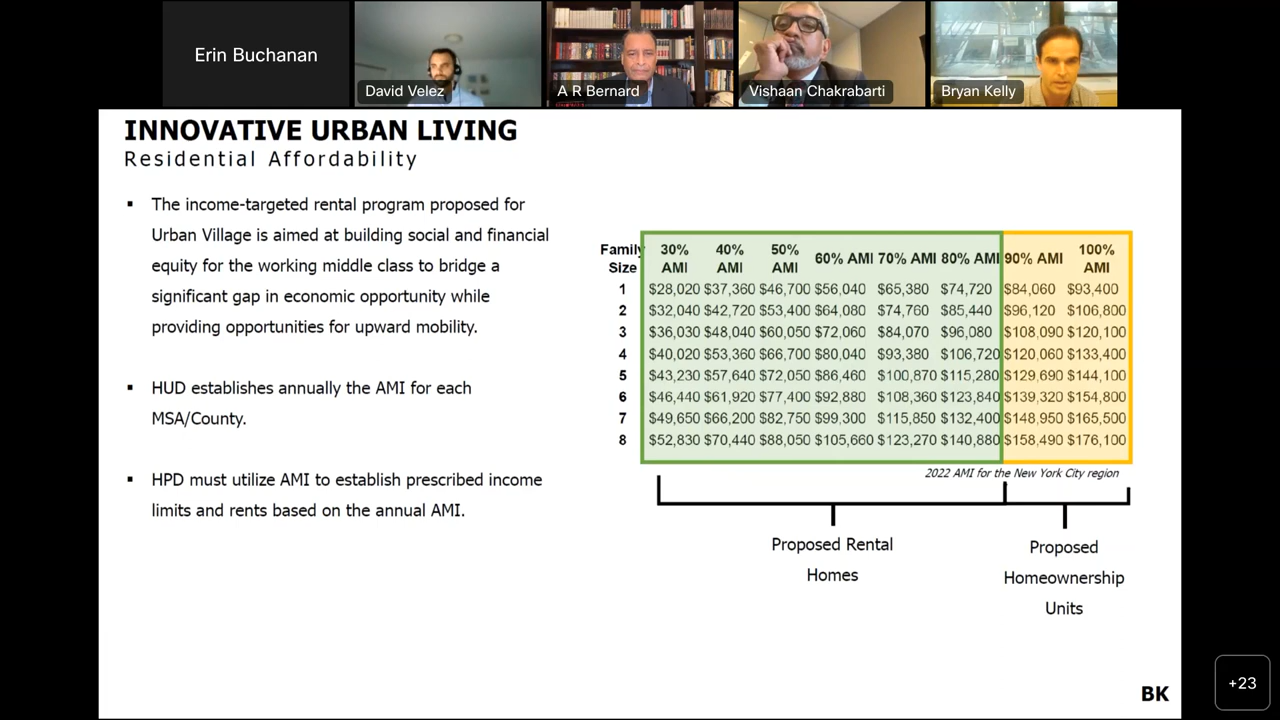 Erin Buchanan
David Velez
A R Bernard
Vishaan Chakrabarti
Bryan Kelly
INNOVATIVE URBAN LIVING
Residential Affordability
▪ The income-targeted rental program proposed for
Urban Village is aimed at building social and financial
equity for the working middle class to bridge a
significant gap in economic opportunity while
providing opportunities for upward mobility.
▪ HUD establishes annually the AMI for each
MSA/County.
▪ HPD must utilize AMI to establish prescribed income
limits and rents based on the annual AMI.
Family Size 30% AMI 40% AMI 50% AMI 60% AMI 70% AMI 80% AMI 90% AMI 100% AMI
1 $28,020 $37,360 $46,700 $56,040 $65,380 $74,720 $84,060 $93,400
2 $32,040 $42,720 $53,400 $64,080 $74,760 $85,440 $96,120 $106,800
3 $36,030 $48,040 $60,050 $72,060 $84,070 $96,080 $108,090 $120,100
4 $40,020 $53,360 $66,700 $80,040 $93,380 $106,720 $120,060 $133,400
5 $43,230 $57,640 $72,050 $86,460 $100,870 $115,280 $129,690 $144,100
6 $46,440 $61,920 $77,400 $92,880 $108,360 $123,840 $139,320 $154,800
7 $49,650 $66,200 $82,750 $99,300 $115,850 $132,400 $148,950 $165,500
8 $52,830 $70,440 $88,050 $105,660 $123,270 $140,880 $158,490 $176,100
2022 AMI for the New York City region
Proposed Rental
Homes
Proposed
Homeownership
Units
BK
+23